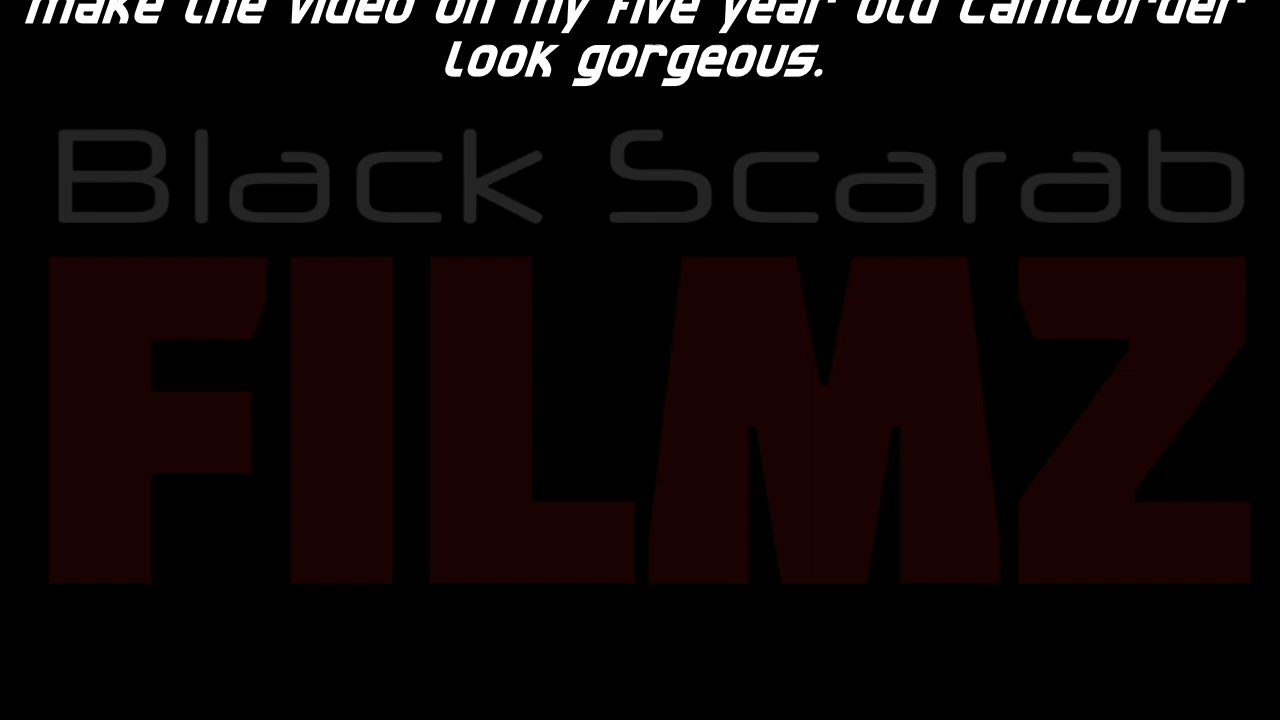 make the video on my five year old camcorder
look gorgeous.
Black Scarab
FILMZ